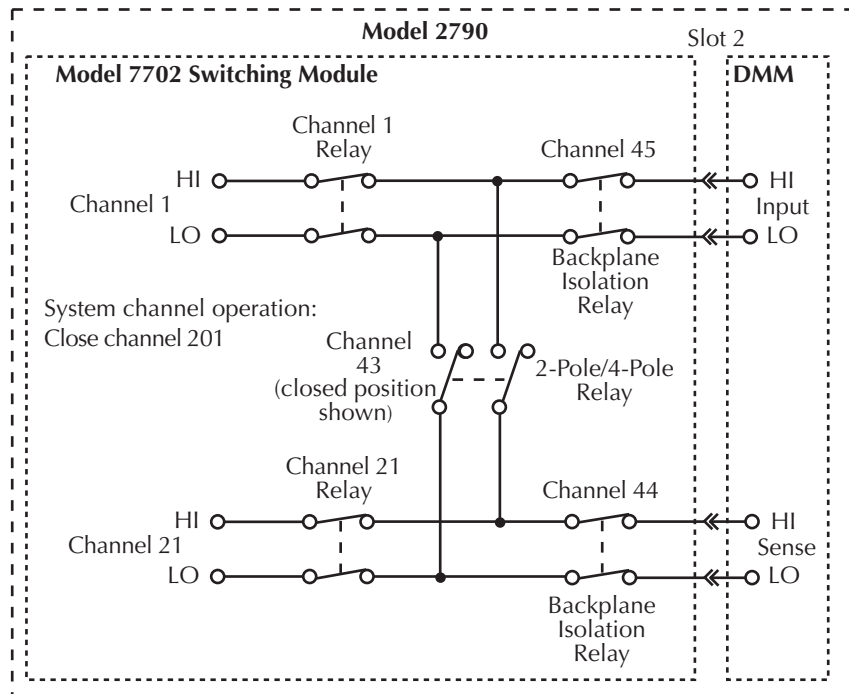 Model 2790
Slot 2
Model 7702 Switching Module
DMM
Channel 1
Relay
Channel 45
HI
HI
Channel 1
Input
LO
LO
Backplane
Isolation
Relay
System channel operation:
Close channel 201
Channel
43
(closed position
shown)
2-Pole/4-Pole
Relay
Channel 21
Relay
Channel 44
HI
HI
Channel 21
Sense
LO
LO
Backplane
Isolation
Relay